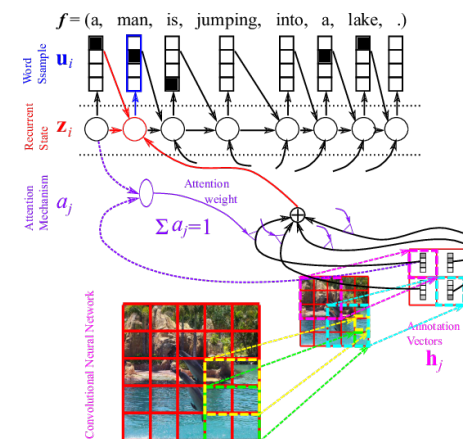 f = (a, man, is, jumping, into, a, lake, .)
Word
Ssample
u_i
Recurrent
State
z_i
Attention
Mechanism
a_j
Attention
weight
Σ a_j=1
Convolutional Neural Network
Annotation
Vectors
h_j